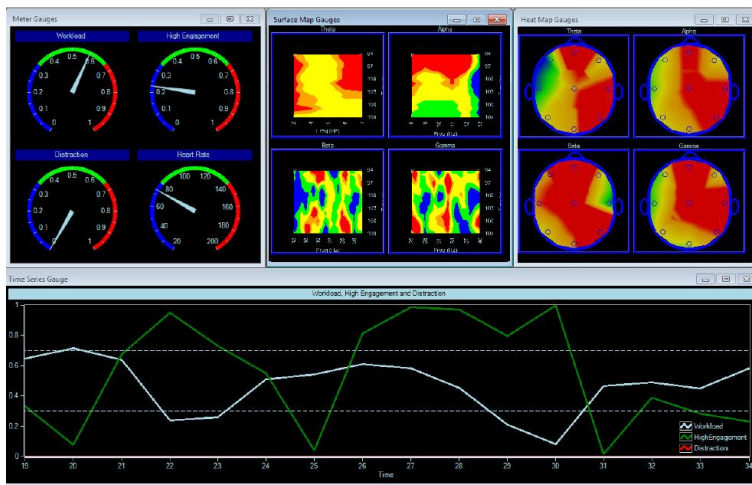 Meter Gauges
Workload
0 0.1 0.2 0.3 0.4 0.5 0.6 0.7 0.8 0.9 1
High Engagement
0 0.1 0.2 0.3 0.4 0.5 0.6 0.7 0.8 0.9 1
Distraction
0 0.1 0.2 0.3 0.4 0.5 0.6 0.7 0.8 0.9 1
Heart Rate
20 40 60 80 100 120 140 160 180 200
Surface Map Gauges
Theta
Alpha
Beta
Gamma
Heat Map Gauges
Theta
Alpha
Beta
Gamma
Time Series Gauge
Workload, High Engagement and Distraction
1
0.8
0.6
0.4
0.2
0
Workload
HighEngagement
Distraction
19 20 21 22 23 24 25 26 27 28 29 30 31 32 33 34
Time